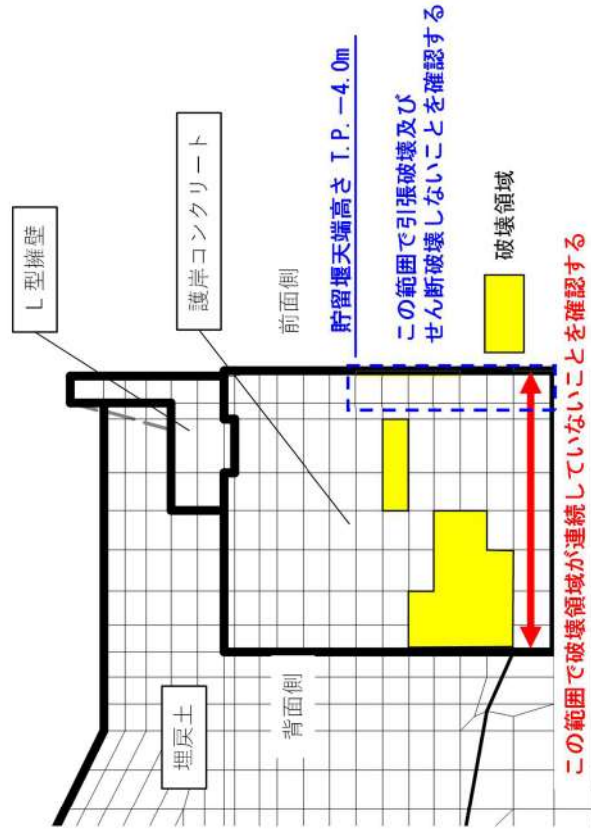 L型擁壁
護岸コンクリート
埋戻土
背面側
前面側
貯留堰天端高さ T.P.－4.0m
この範囲で引張破壊及び
せん断破壊しないことを確認する
破壊領域
この範囲で破壊領域が連続していないことを確認する